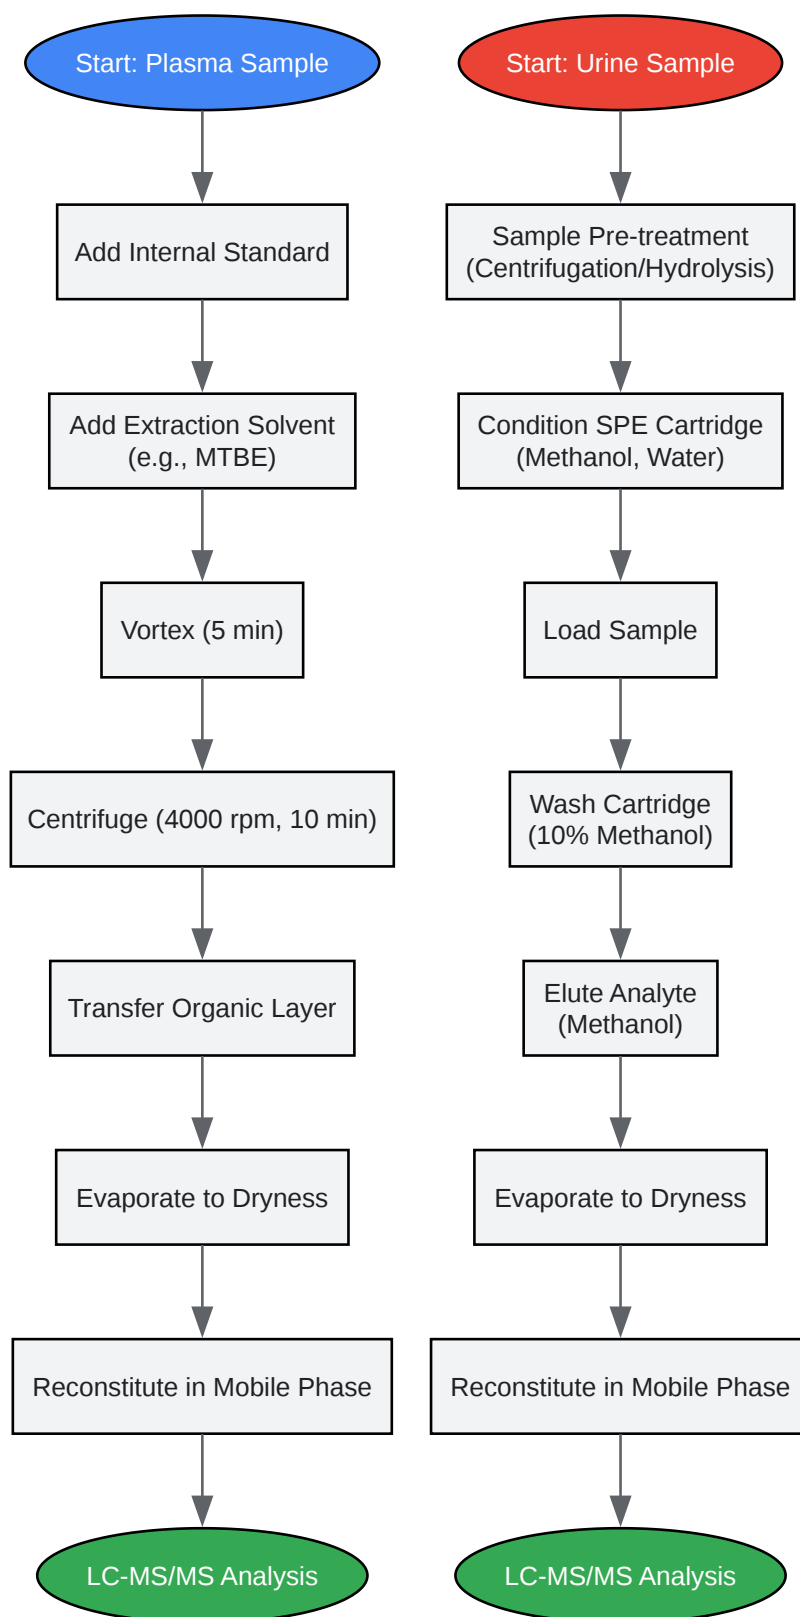 Start: Plasma Sample
Add Internal Standard
Add Extraction Solvent
(e.g., MTBE)
Vortex (5 min)
Centrifuge (4000 rpm, 10 min)
Transfer Organic Layer
Evaporate to Dryness
Reconstitute in Mobile Phase
LC-MS/MS Analysis
Start: Urine Sample
Sample Pre-treatment
(Centrifugation/Hydrolysis)
Condition SPE Cartridge
(Methanol, Water)
Load Sample
Wash Cartridge
(10% Methanol)
Elute Analyte
(Methanol)
Evaporate to Dryness
Reconstitute in Mobile Phase
LC-MS/MS Analysis